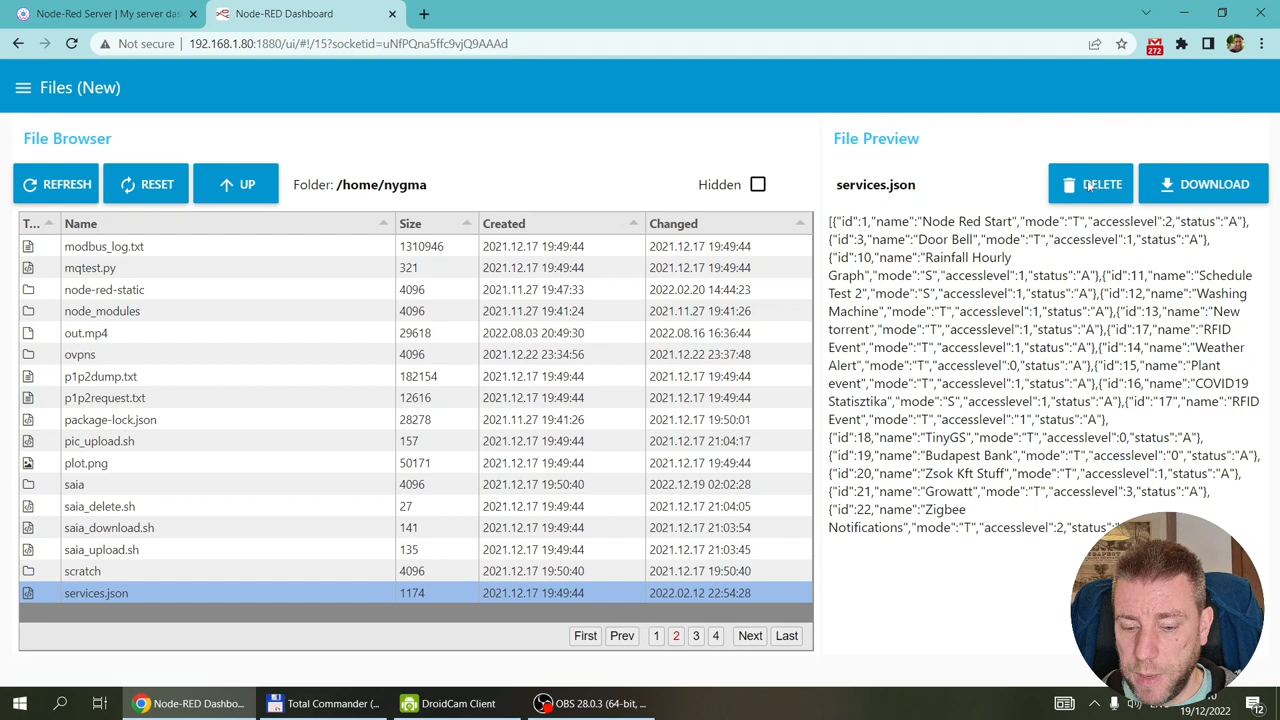 Node-Red Server | My server das
Node-RED Dashboard
Not secure
192.168.1.80:1880/ui/#!/15?socketid=uNfPQna5ffc9vjQ9AAAd
272
Files (New)
File Browser
REFRESH
RESET
UP
Folder: /home/nygma
Hidden
T... Name Size Created Changed
modbus_log.txt 1310946 2021.12.17 19:49:44 2021.12.17 19:49:44
mqtest.py 321 2021.12.17 19:49:44 2021.12.17 19:49:44
node-red-static 4096 2021.11.27 19:47:33 2022.02.20 14:44:23
node_modules 4096 2021.11.27 19:41:24 2021.11.27 19:41:26
out.mp4 29618 2022.08.03 20:49:30 2022.08.16 16:36:44
ovpns 4096 2021.12.22 23:34:56 2021.12.22 23:37:48
p1p2dump.txt 182154 2021.12.17 19:49:44 2021.12.17 19:49:44
p1p2request.txt 12616 2021.12.17 19:49:44 2021.12.17 19:49:44
package-lock.json 28278 2021.11.27 19:41:26 2021.12.17 19:50:01
pic_upload.sh 157 2021.12.17 19:49:44 2021.12.17 21:04:17
plot.png 50171 2021.12.17 19:49:44 2021.12.17 19:49:44
saia 4096 2021.12.17 19:50:40 2022.12.19 02:02:28
saia_delete.sh 27 2021.12.17 19:49:44 2021.12.17 21:04:05
saia_download.sh 141 2021.12.17 19:49:44 2021.12.17 21:03:54
saia_upload.sh 135 2021.12.17 19:49:44 2021.12.17 21:03:45
scratch 4096 2021.12.17 19:50:40 2021.12.17 19:50:40
services.json 1174 2021.12.17 19:49:44 2022.02.12 22:54:28
First Prev 1 2 3 4 Next Last
File Preview
services.json
DELETE
DOWNLOAD
[{"id":1,"name":"Node Red Start","mode":"T","accesslevel":2,"status":"A"},
{"id":3,"name":"Door Bell","mode":"T","accesslevel":1,"status":"A"},
{"id":10,"name":"Rainfall Hourly
Graph","mode":"S","accesslevel":1,"status":"A"},{"id":11,"name":"Schedule
Test 2","mode":"S","accesslevel":1,"status":"A"},{"id":12,"name":"Washing
Machine","mode":"T","accesslevel":1,"status":"A"},{"id":13,"name":"New
torrent","mode":"T","accesslevel":1,"status":"A"},{"id":17,"name":"RFID
Event","mode":"T","accesslevel":1,"status":"A"},{"id":14,"name":"Weather
Alert","mode":"T","accesslevel":0,"status":"A"},{"id":15,"name":"Plant
event","mode":"T","accesslevel":1,"status":"A"},{"id":16,"name":"COVID19
Statisztika","mode":"S","accesslevel":1,"status":"A"},{"id":"17","name":"RFID
Event","mode":"T","accesslevel":"1","status":"A"},
{"id":18,"name":"TinyGS","mode":"T","accesslevel":0,"status":"A"},
{"id":19,"name":"Budapest Bank","mode":"T","accesslevel":"0","status":"A"},
{"id":20,"name":"Zsok Kft Stuff","mode":"T","accesslevel":1,"status":"A"},
{"id":21,"name":"Growatt","mode":"T","accesslevel":3,"status":"A"},
{"id":22,"name":"Zigbee
Notifications","mode":"T","accesslevel":2,"status":
Node-RED Dashbo...
Total Commander (...
DroidCam Client
OBS 28.0.3 (64-bit, ...
19/12/2022
12